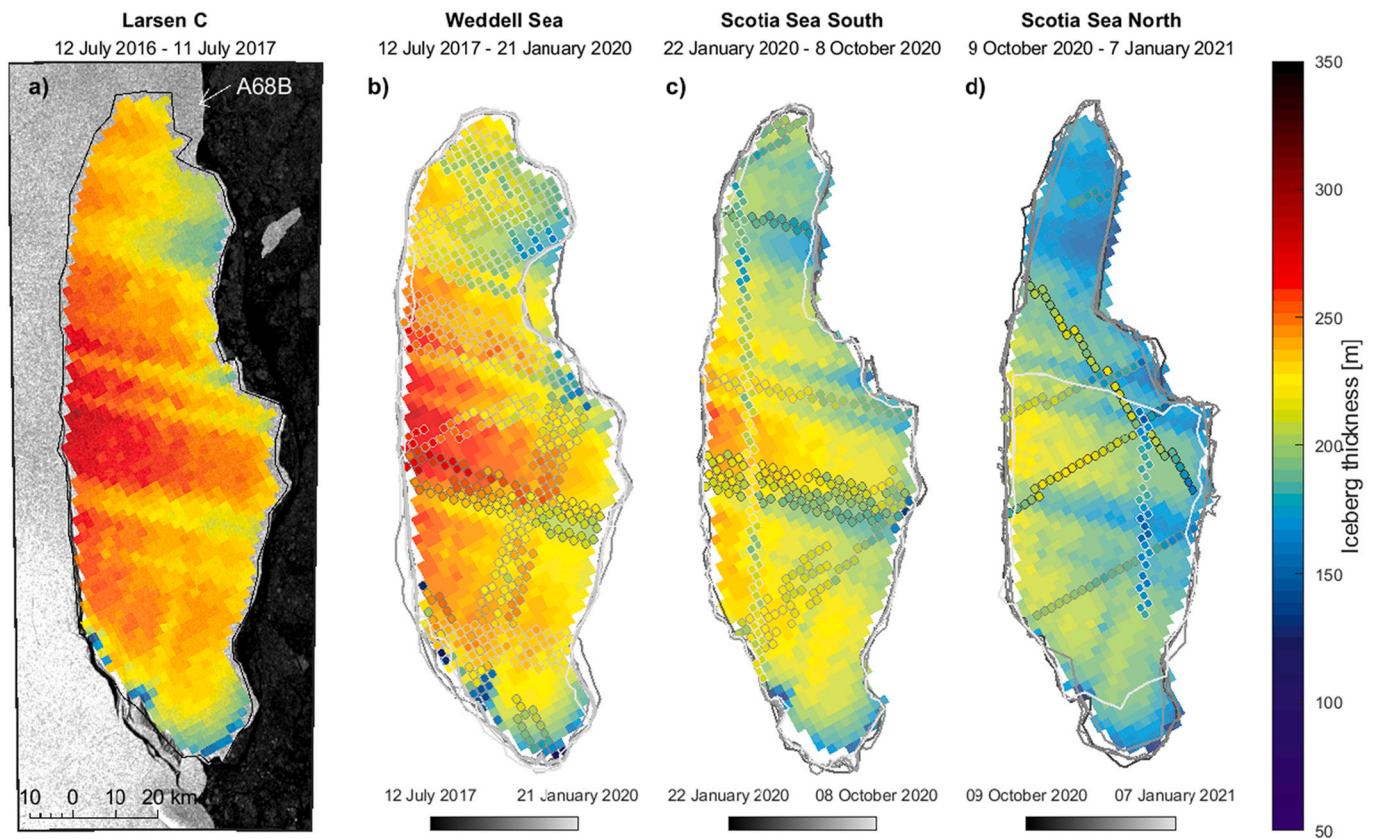 Larsen C
12 July 2016 - 11 July 2017
Weddell Sea
12 July 2017 - 21 January 2020
Scotia Sea South
22 January 2020 - 8 October 2020
Scotia Sea North
9 October 2020 - 7 January 2021
a)
A68B
b)
c)
d)
350
300
250
200
150
100
50
Iceberg thickness [m]
10 0 10 20 km
12 July 2017
21 January 2020
22 January 2020
08 October 2020
09 October 2020
07 January 2021